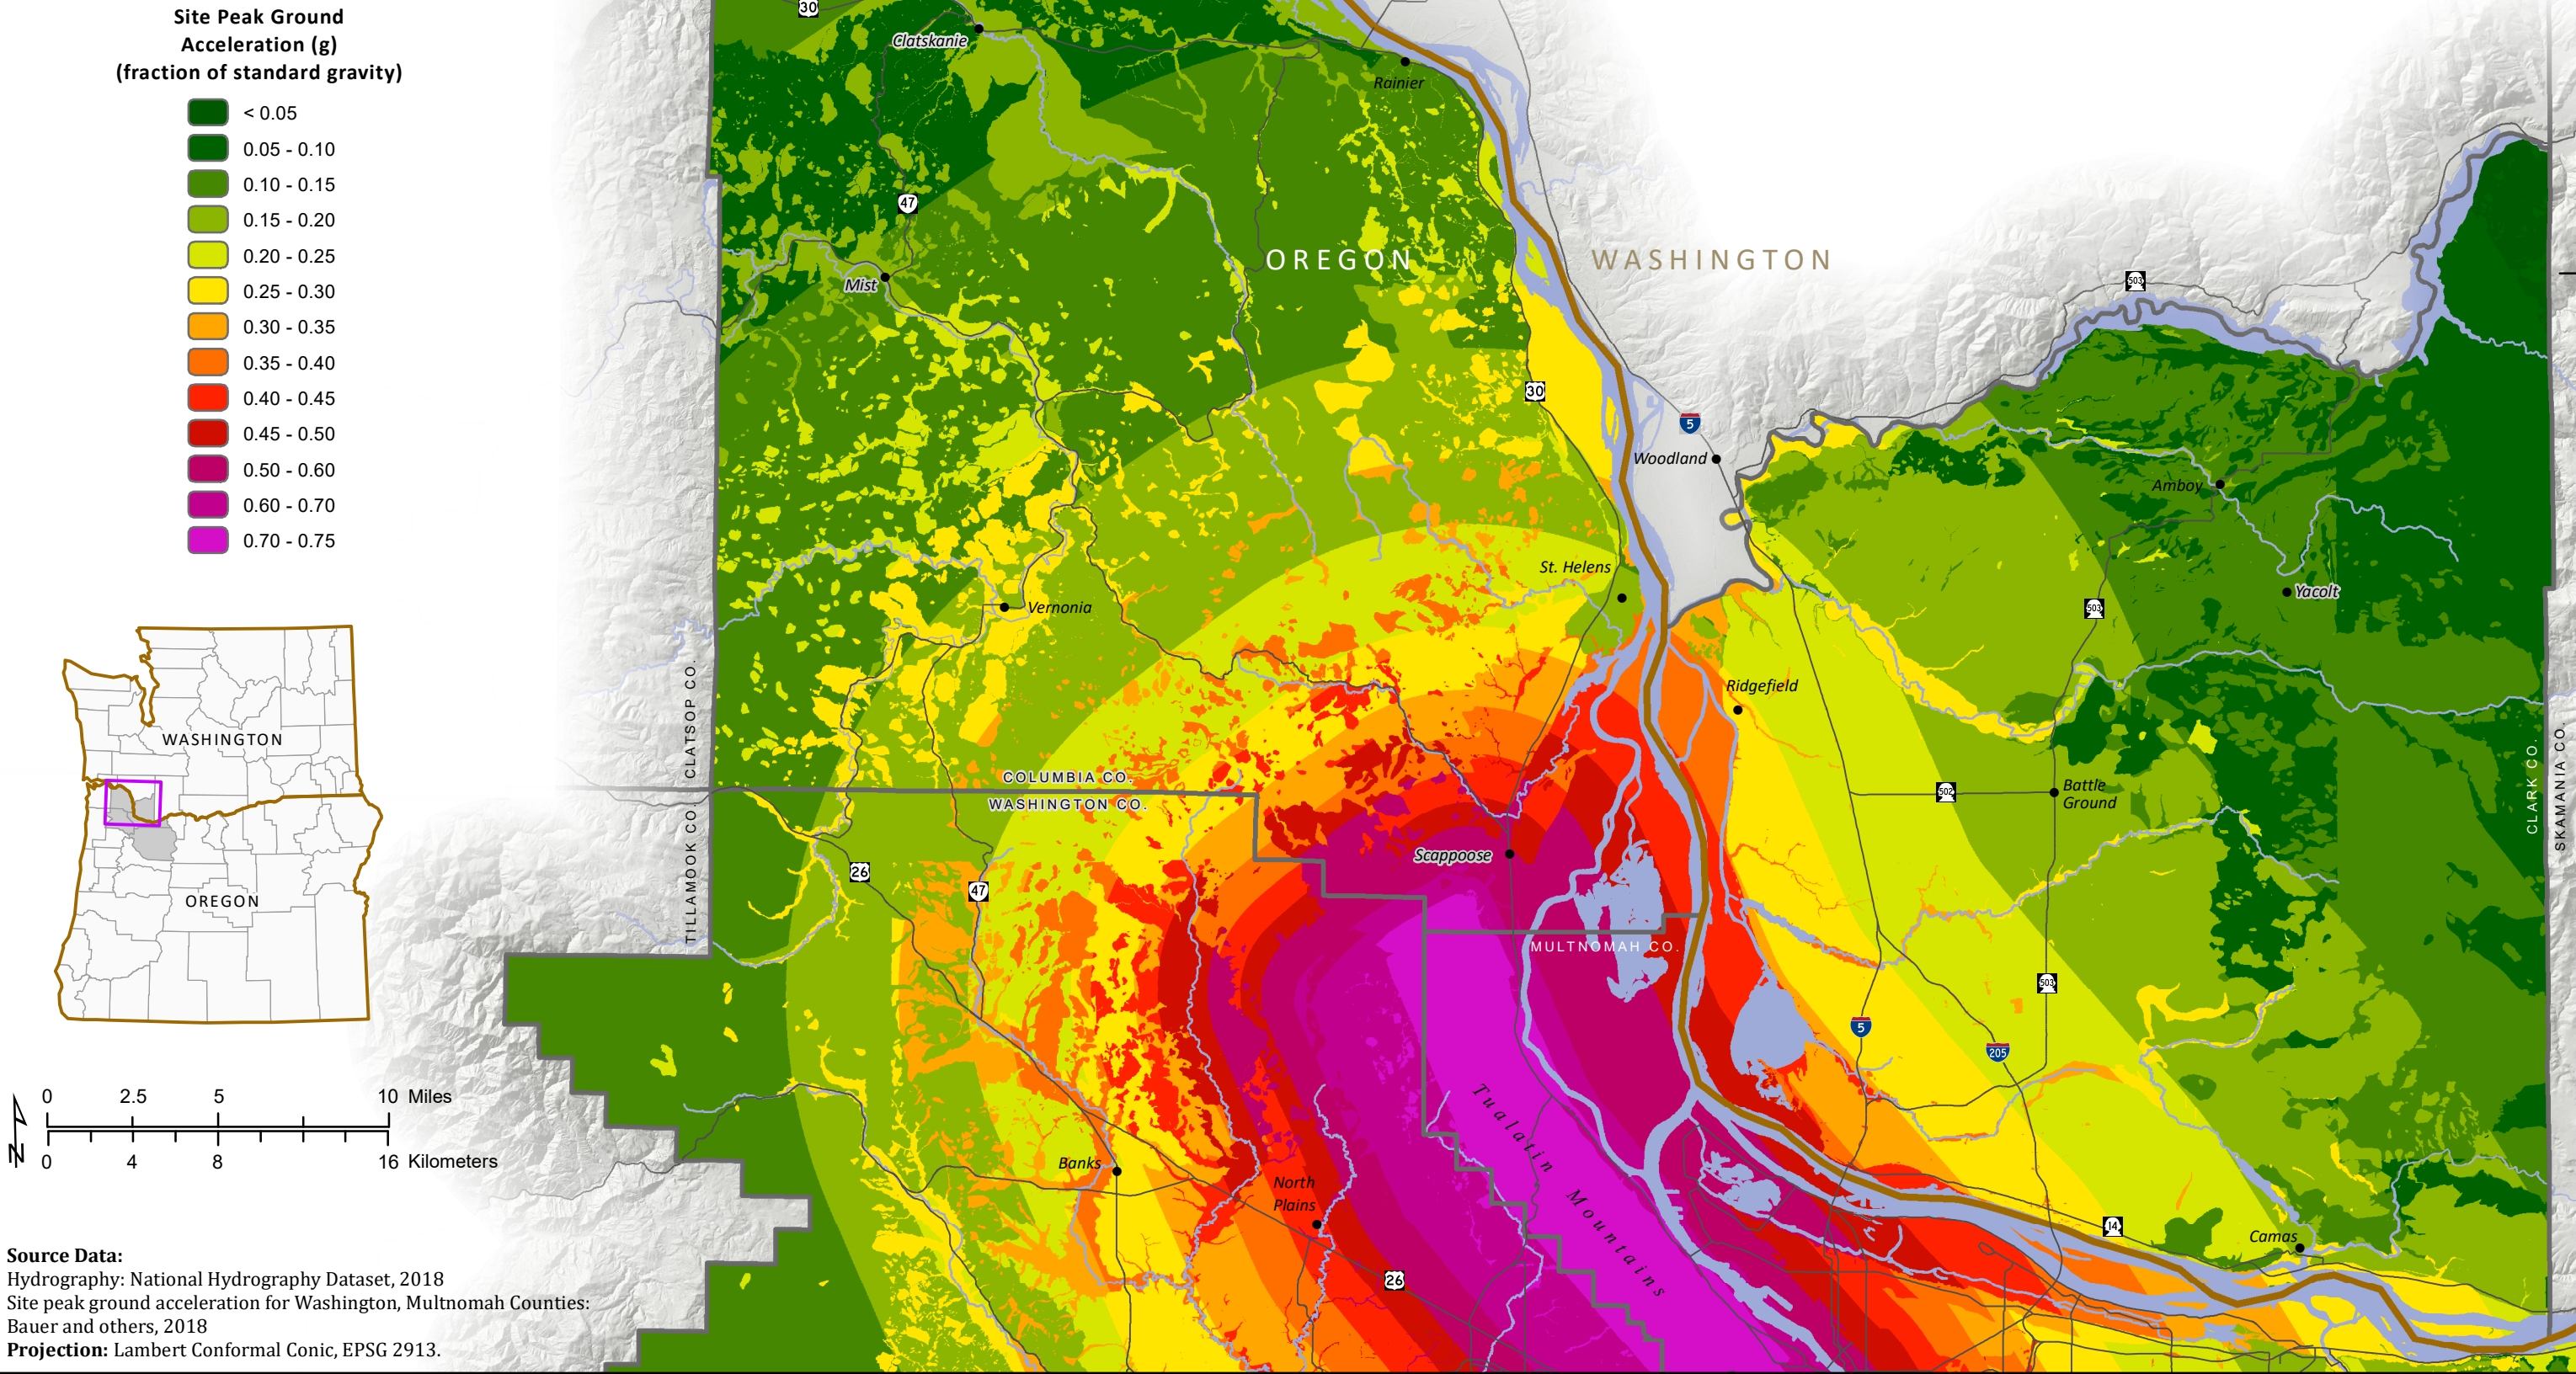 Site Peak Ground
Acceleration (g)
(fraction of standard gravity)
< 0.05
0.05 - 0.10
0.10 - 0.15
0.15 - 0.20
0.20 - 0.25
0.25 - 0.30
0.30 - 0.35
0.35 - 0.40
0.40 - 0.45
0.45 - 0.50
0.50 - 0.60
0.60 - 0.70
0.70 - 0.75
WASHINGTON
OREGON
0 2.5 5 10 Miles
0 4 8 16 Kilometers
N
Source Data:
Hydrography: National Hydrography Dataset, 2018
Site peak ground acceleration for Washington, Multnomah Counties:
Bauer and others, 2018
Projection: Lambert Conformal Conic, EPSG 2913.
30
Clatskanie
Rainier
47
OREGON
WASHINGTON
Mist
503
30
5
Woodland
Amboy
St. Helens
Yacolt
Vernonia
503
Ridgefield
CLATSOP CO.
TILLAMOOK CO.
COLUMBIA CO.
WASHINGTON CO.
502
Battle
Ground
CLARK CO.
SKAMANIA CO.
26
47
Scappoose
MULTNOMAH CO.
503
5
205
Tualatin
Mountains
Banks
North
Plains
26
14
Camas